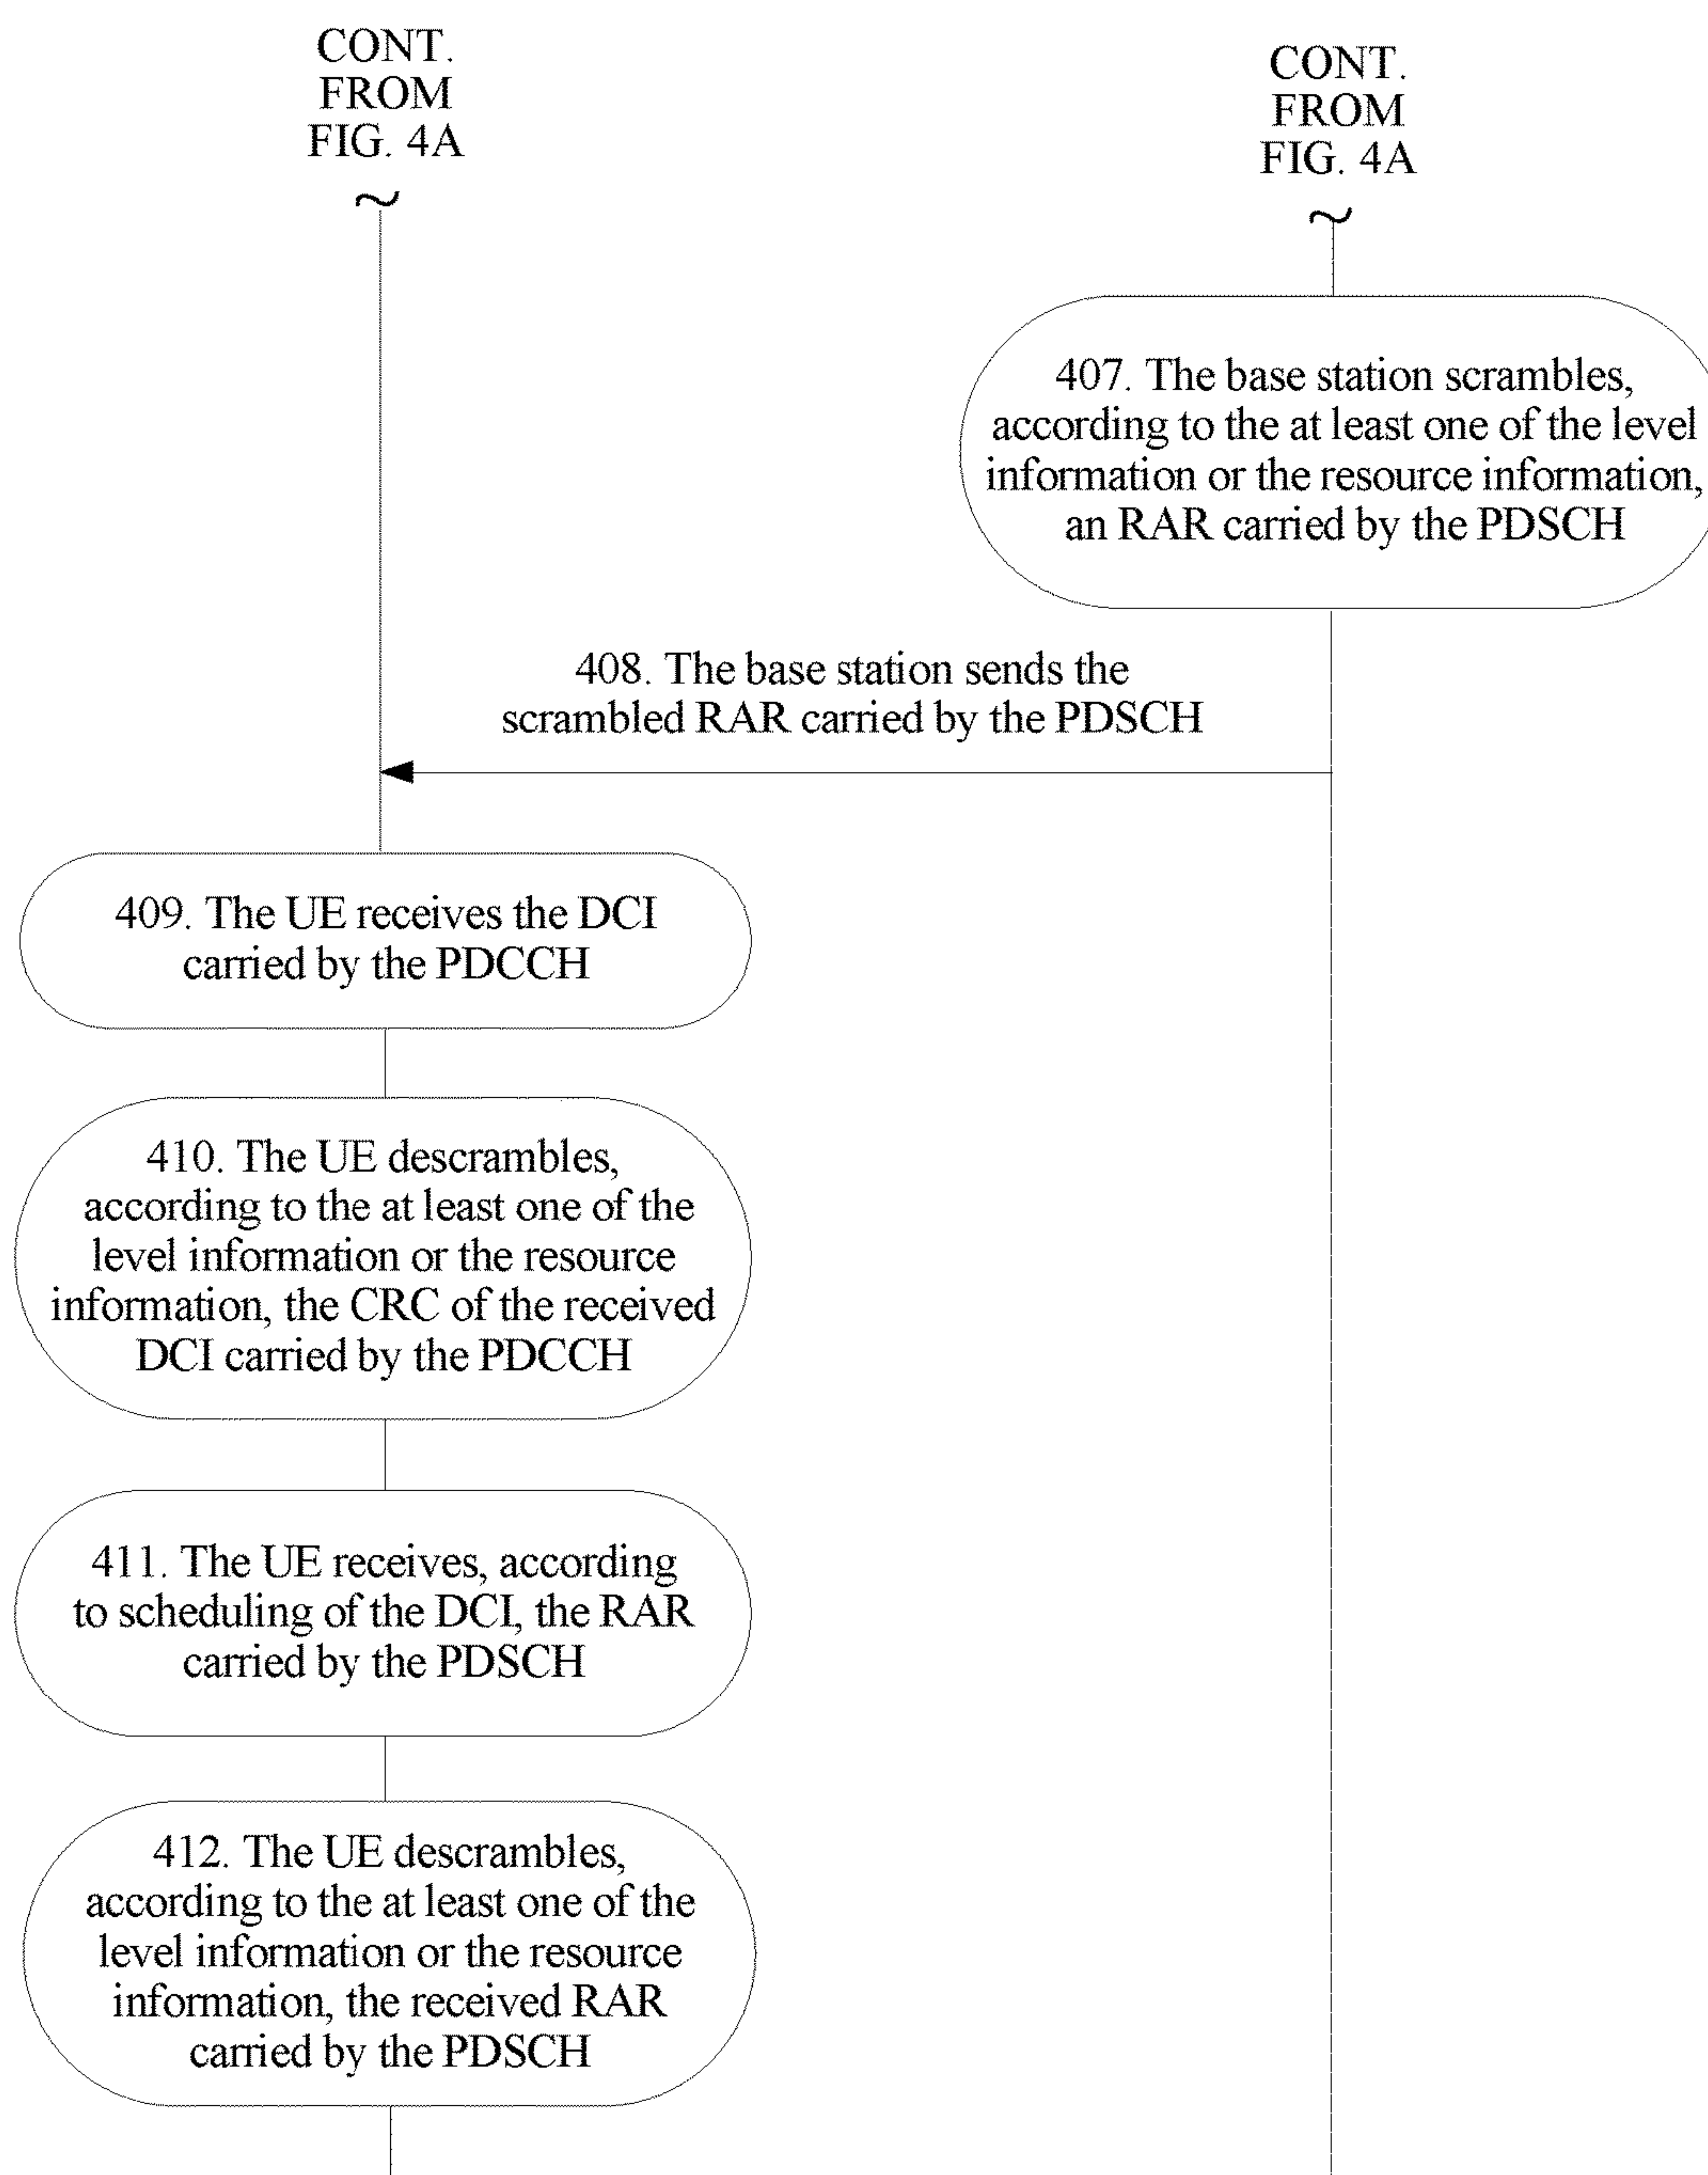 CONT.
FROM
FIG. 4A
CONT.
FROM
FIG. 4A
407. The base station scrambles,
according to the at least one of the level
information or the resource information,
an RAR carried by the PDSCH
408. The base station sends the
scrambled RAR carried by the PDSCH
409. The UE receives the DCI
carried by the PDCCH
410. The UE descrambles,
according to the at least one of the
level information or the resource
information, the CRC of the received
DCI carried by the PDCCH
411. The UE receives, according
to scheduling of the DCI, the RAR
carried by the PDSCH
412. The UE descrambles,
according to the at least one of the
level information or the resource
information, the received RAR
carried by the PDSCH